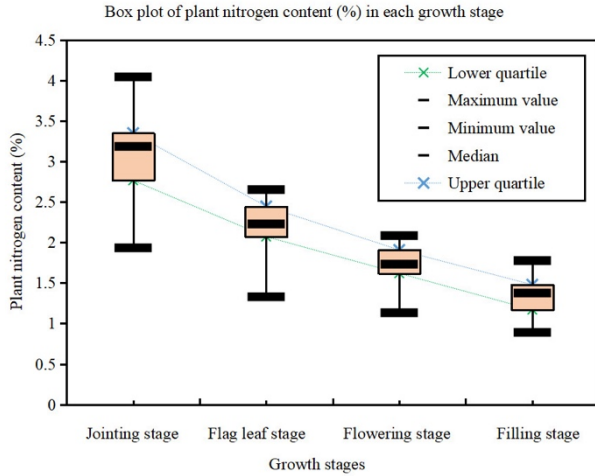 Box plot of plant nitrogen content (%) in each growth stage
4.5
4
3.5
3
2.5
2
1.5
1
0.5
0
Plant nitrogen content (%)
Lower quartile
Maximum value
Minimum value
Median
Upper quartile
Jointing stage Flag leaf stage Flowering stage Filling stage
Growth stages